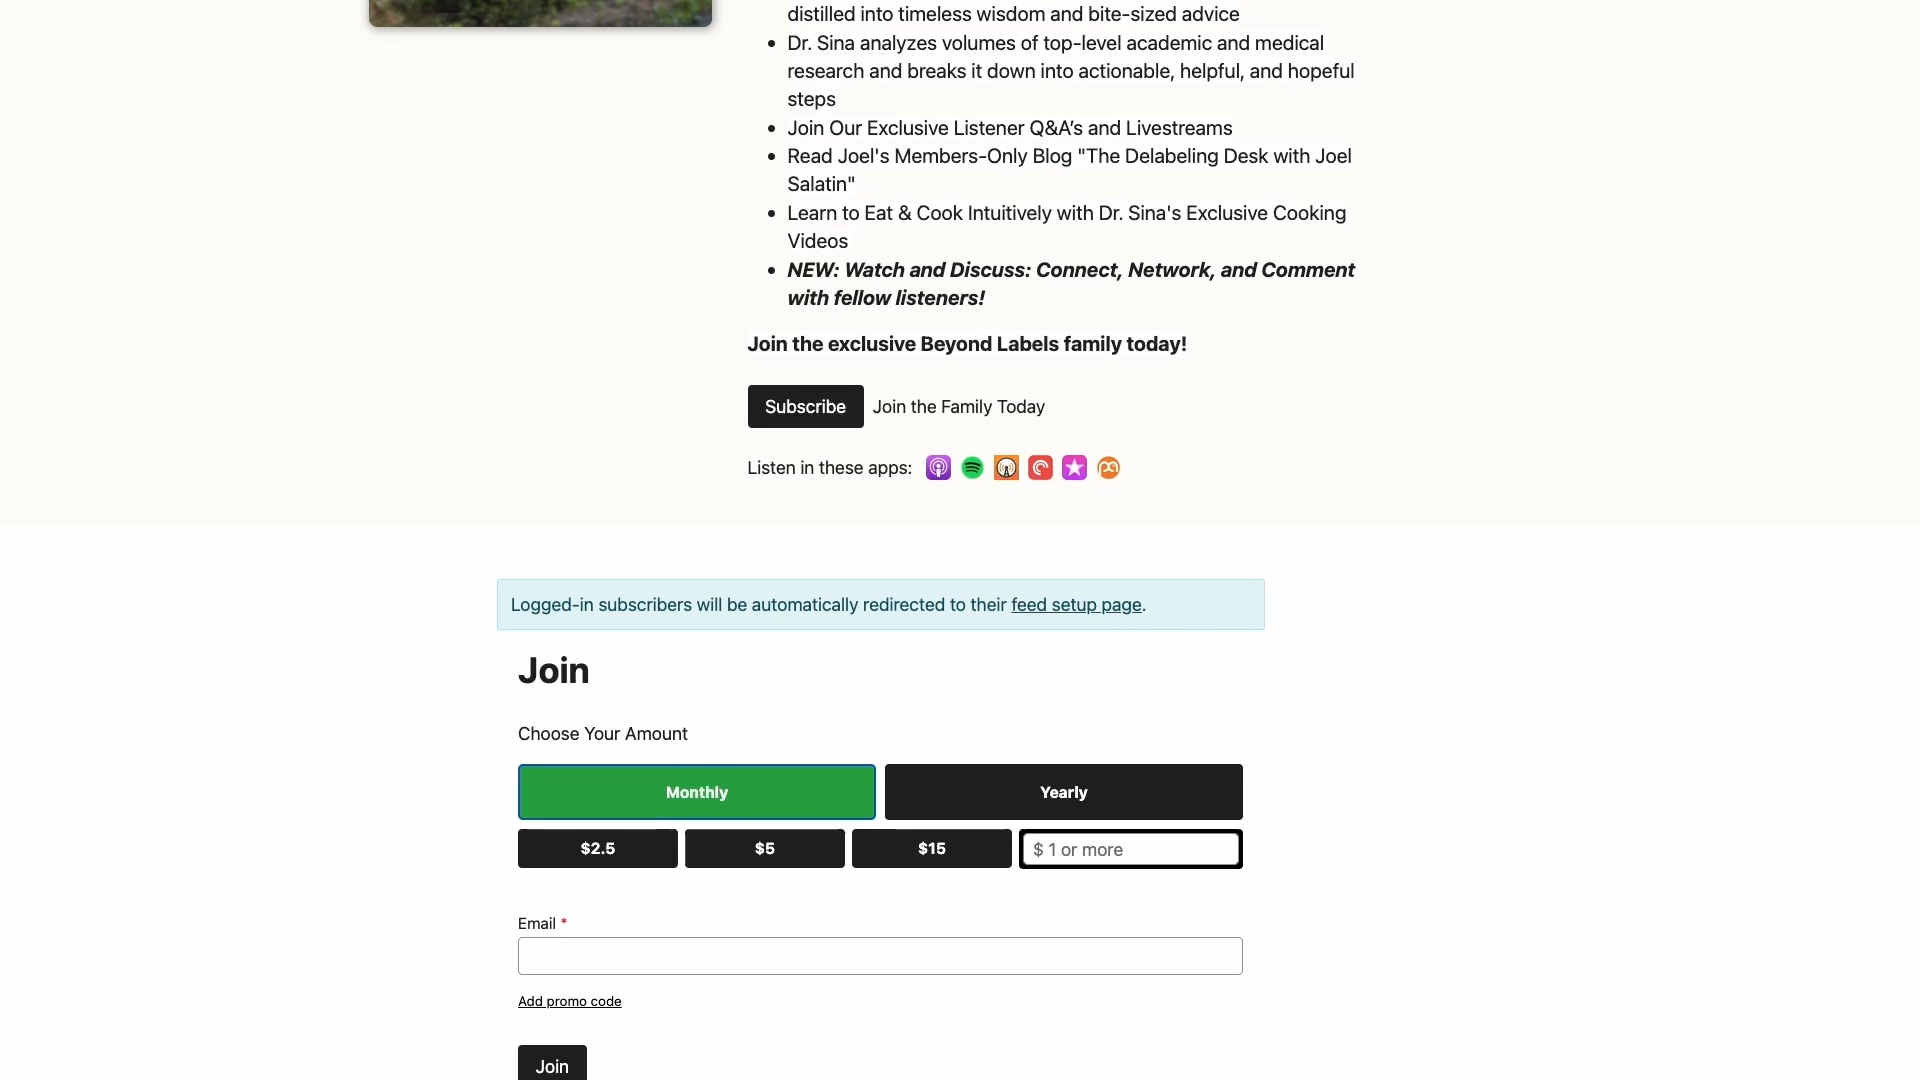 distilled into timeless wisdom and bite-sized advice
Dr. Sina analyzes volumes of top-level academic and medical
research and breaks it down into actionable, helpful, and hopeful
steps
Join Our Exclusive Listener Q&A’s and Livestreams
Read Joel's Members-Only Blog "The Delabeling Desk with Joel
Salatin"
Learn to Eat & Cook Intuitively with Dr. Sina's Exclusive Cooking
Videos
NEW: Watch and Discuss: Connect, Network, and Comment
with fellow listeners!
Join the exclusive Beyond Labels family today!
Subscribe Join the Family Today
Listen in these apps:
Logged-in subscribers will be automatically redirected to their feed setup page.
Join
Choose Your Amount
Monthly Yearly
$2.5 $5 $15 $ 1 or more
Email *
Add promo code
Join